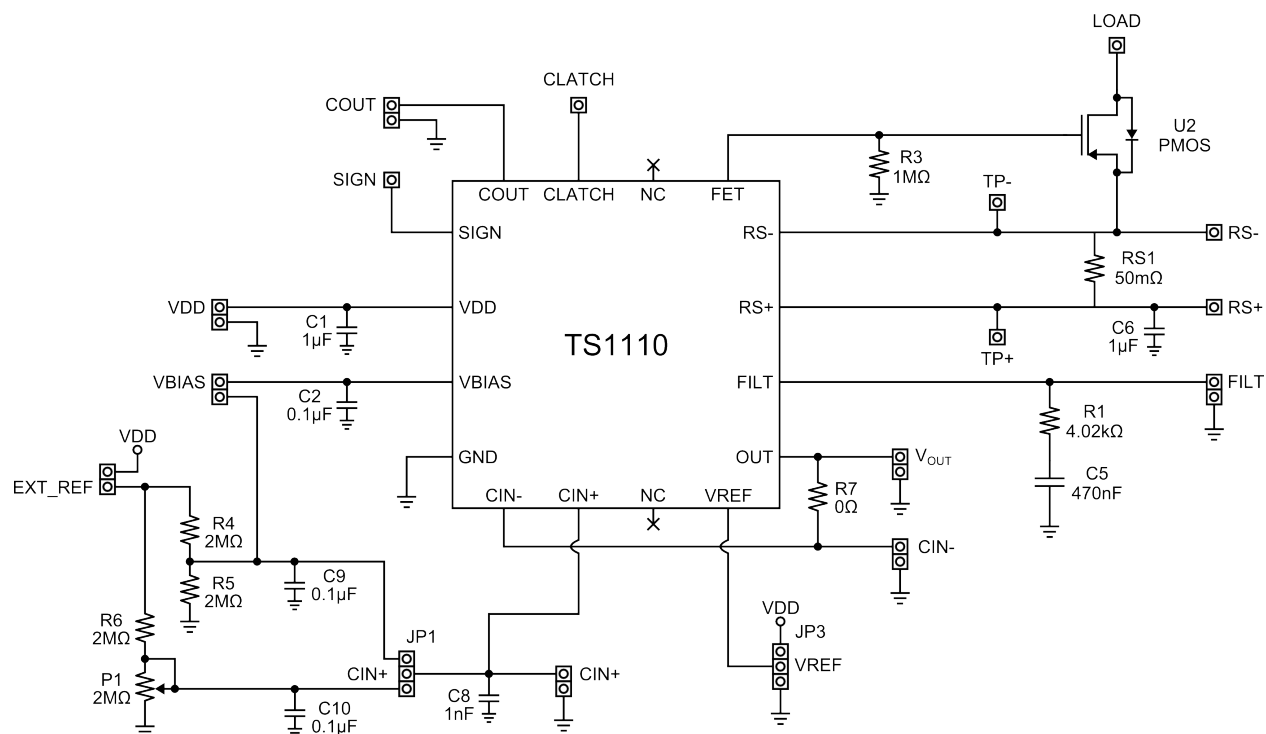 LOAD
CLATCH
COUT
U2
PMOS
R3
1MΩ
SIGN
TP-
COUT
CLATCH
NC
FET
SIGN
RS-
RS-
RS1
50mΩ
VDD
VDD
RS+
RS+
C1
1µF
C6
1µF
TS1110
TP+
VBIAS
VBIAS
FILT
FILT
C2
0.1µF
R1
4.02kΩ
VDD
GND
OUT
VOUT
EXT_REF
C5
470nF
R7
0Ω
CIN-
CIN+
NC
VREF
R4
2MΩ
CIN-
R5
2MΩ
C9
0.1µF
VDD
R6
2MΩ
JP1
JP3
VREF
CIN+
CIN+
P1
2MΩ
C8
1nF
C10
0.1µF